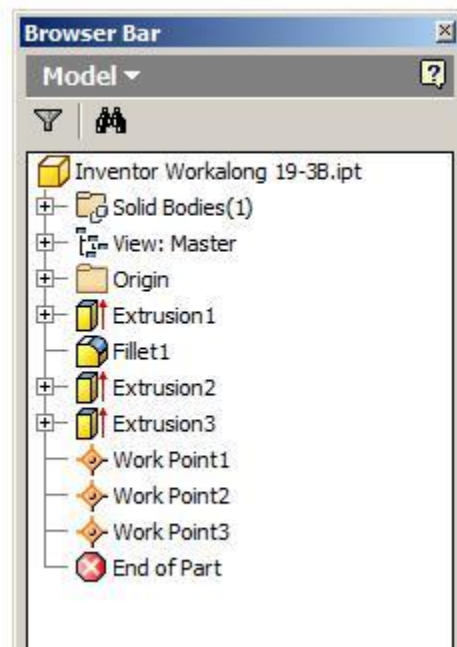 Browser Bar
Model
Inventor Workalong 19-3B.ipt
Solid Bodies(1)
View: Master
Origin
Extrusion1
Fillet1
Extrusion2
Extrusion3
Work Point1
Work Point2
Work Point3
End of Part